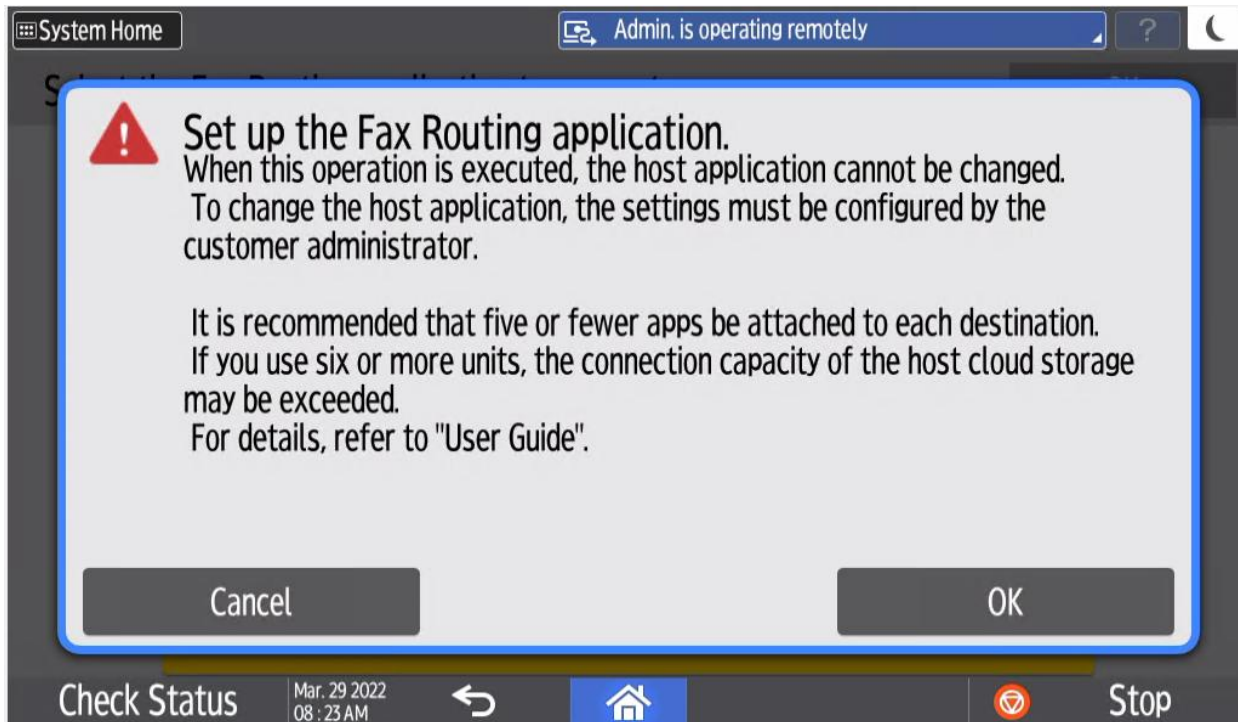 System Home
Admin. is operating remotely
?
Set up the Fax Routing application.
When this operation is executed, the host application cannot be changed.
To change the host application, the settings must be configured by the
customer administrator.
It is recommended that five or fewer apps be attached to each destination.
If you use six or more units, the connection capacity of the host cloud storage
may be exceeded.
For details, refer to "User Guide".
Cancel
OK
Check Status
Mar. 29 2022
08 : 23 AM
Stop